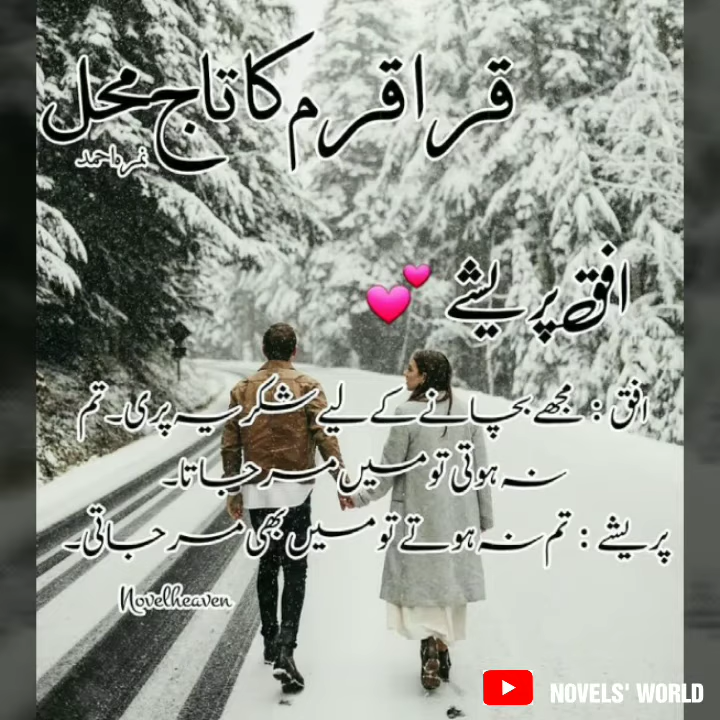 قراقرم کا تاج محل
نمرہ احمد
افق پریشے 💕
افق : مجھے بچانے کے لیے شکریہ پری۔ تم
نہ ہوتی تو میں مر جاتا۔
پریشے : تم نہ ہوتے تو میں بھی مر جاتی۔
Novelheaven
NOVELS' WORLD